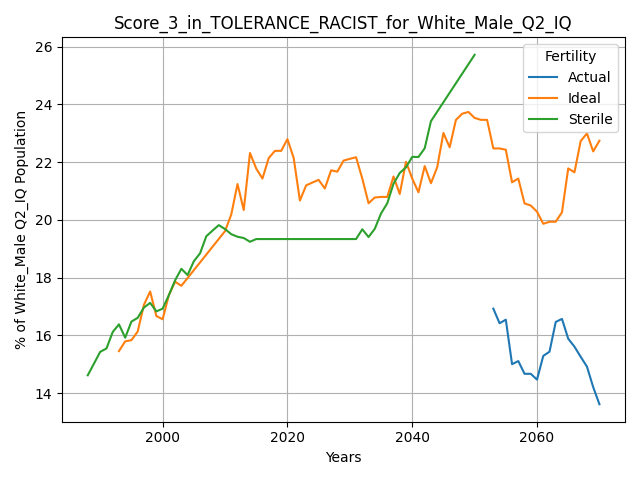 Score_3_in_TOLERANCE_RACIST_for_White_Male_Q2_IQ
% of White_Male Q2_IQ Population
26
24
22
20
18
16
14
Fertility
Actual
Ideal
Sterile
2000
2020
2040
2060
Years